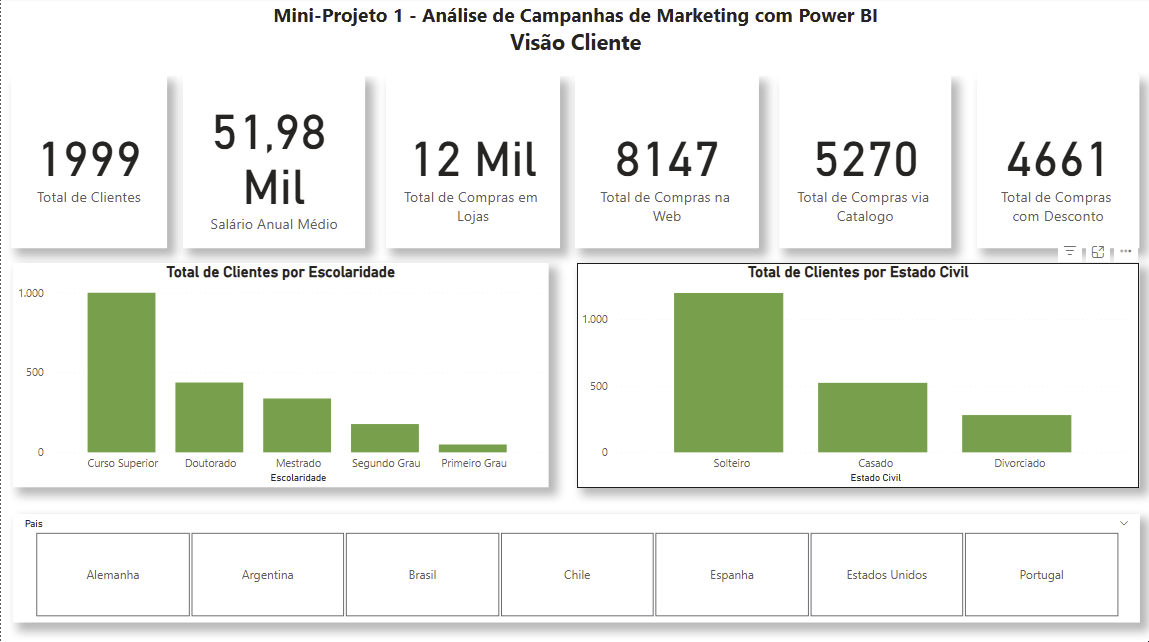 Mini-Projeto 1 - Análise de Campanhas de Marketing com Power BI
Visão Cliente
1999
Total de Clientes
51,98
Mil
Salário Anual Médio
12 Mil
Total de Compras em
Lojas
8147
Total de Compras na
Web
5270
Total de Compras via
Catalogo
4661
Total de Compras
com Desconto
Total de Clientes por Escolaridade
1.000
500
0
Curso Superior
Doutorado
Mestrado
Segundo Grau
Primeiro Grau
Escolaridade
Total de Clientes por Estado Civil
1.000
500
0
Solteiro
Casado
Divorciado
Estado Civil
Pais
Alemanha
Argentina
Brasil
Chile
Espanha
Estados Unidos
Portugal